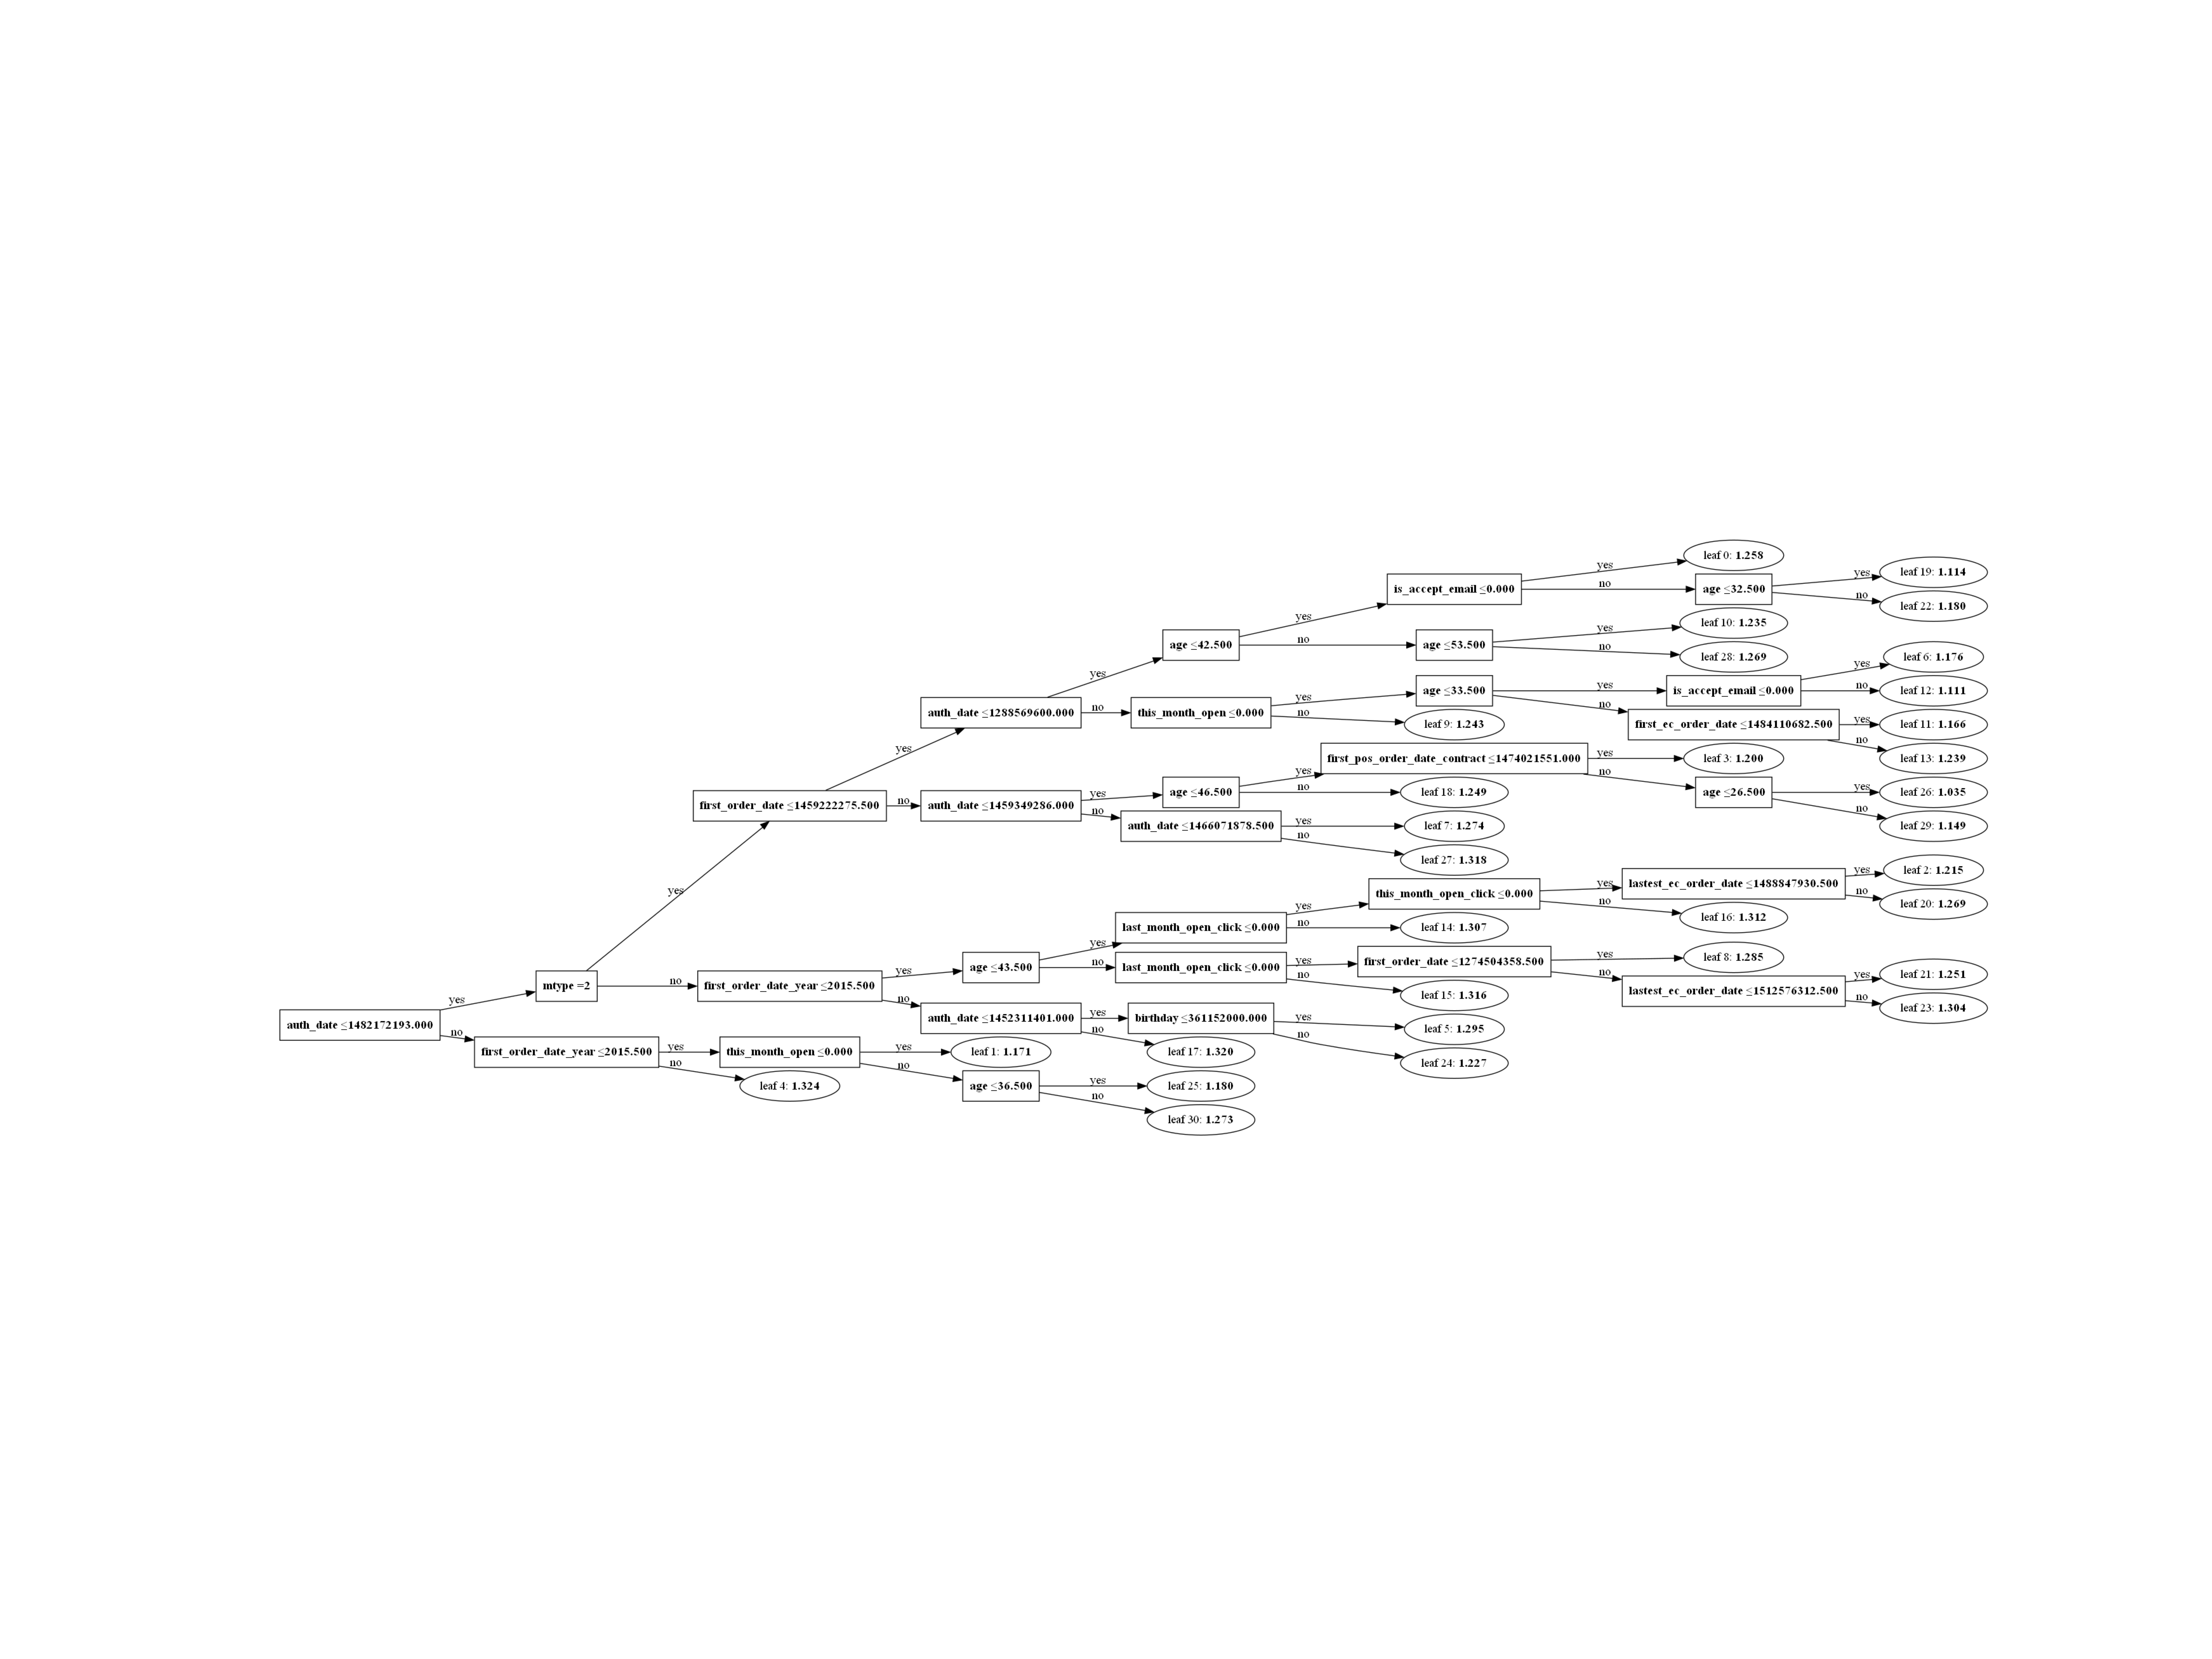 leaf 0: 1.258
yes
leaf 19: 1.114
yes
is_accept_email ≤0.000
no
age ≤32.500
no
leaf 22: 1.180
yes
leaf 10: 1.235
yes
age ≤42.500
no
age ≤53.500
no
leaf 28: 1.269
leaf 6: 1.176
yes
yes
age ≤33.500
yes
is_accept_email ≤0.000
no
leaf 12: 1.111
yes
auth_date ≤1288569600.000
no
this_month_open ≤0.000
no
leaf 9: 1.243
no
first_ec_order_date ≤1484110682.500
yes
leaf 11: 1.166
no
leaf 13: 1.239
yes
first_pos_order_date_contract ≤1474021551.000
yes
leaf 3: 1.200
yes
no
first_order_date ≤1459222275.500
no
auth_date ≤1459349286.000
yes
age ≤46.500
no
leaf 18: 1.249
age ≤26.500
yes
leaf 26: 1.035
no
leaf 29: 1.149
no
auth_date ≤1466071878.500
yes
leaf 7: 1.274
no
leaf 27: 1.318
yes
this_month_open_click ≤0.000
yes
lastest_ec_order_date ≤1488847930.500
yes
leaf 2: 1.215
no
leaf 20: 1.269
yes
no
leaf 16: 1.312
last_month_open_click ≤0.000
no
leaf 14: 1.307
yes
age ≤43.500
no
last_month_open_click ≤0.000
yes
first_order_date ≤1274504358.500
yes
leaf 8: 1.285
mtype =2
no
first_order_date_year ≤2015.500
yes
no
leaf 15: 1.316
no
lastest_ec_order_date ≤1512576312.500
yes
leaf 21: 1.251
no
leaf 23: 1.304
yes
no
auth_date ≤1452311401.000
yes
birthday ≤361152000.000
yes
leaf 5: 1.295
auth_date ≤1482172193.000
no
leaf 17: 1.320
no
leaf 24: 1.227
no
first_order_date_year ≤2015.500
yes
this_month_open ≤0.000
yes
leaf 1: 1.171
no
leaf 4: 1.324
no
age ≤36.500
yes
leaf 25: 1.180
no
leaf 30: 1.273